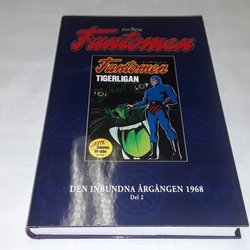 Lee Falk
Fantomen
Fantomen
TIGERLIGAN
DEN INBUNDNA ÅRGÅNGEN 1968
Del 2